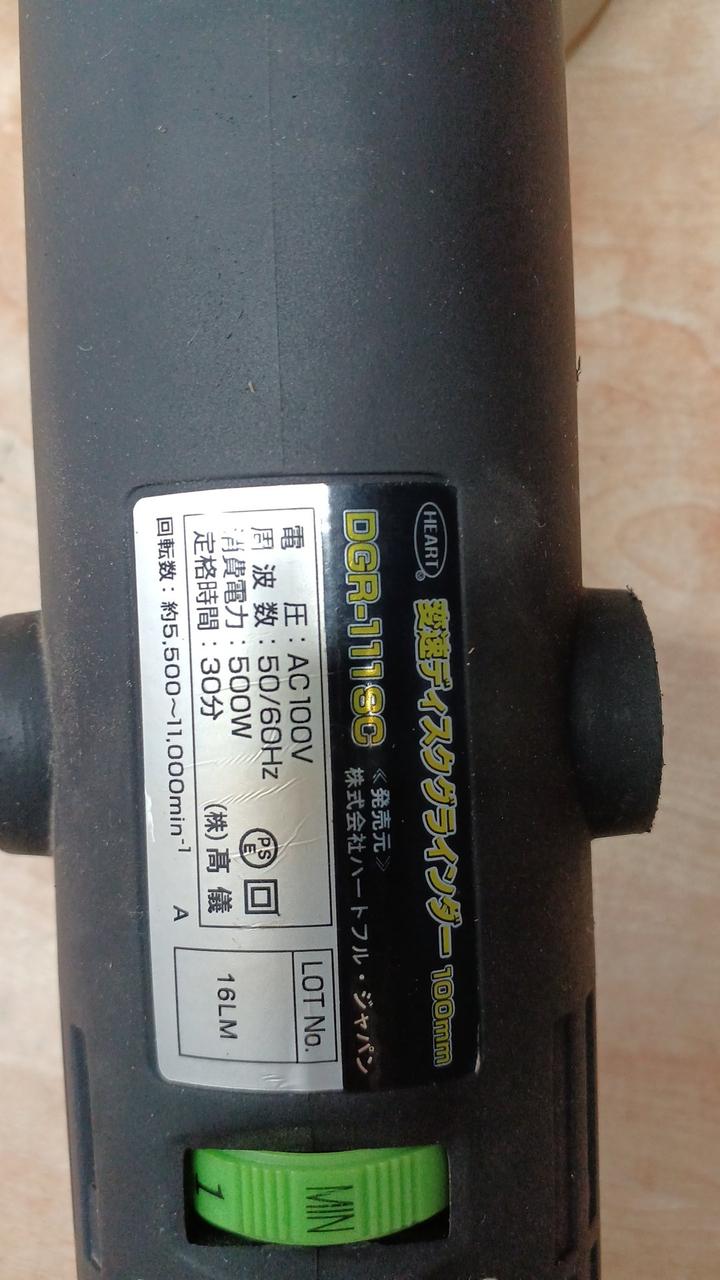 HEART®
変速ディスクグラインダー 100mm
DGR-111SC
≪発売元≫
株式会社ハートフル・ジャパン
電圧：AC100V
周波数：50/60Hz
消費電力：500W
定格時間：30分
PSE
(株)髙儀
回転数：約5,500〜11,000min⁻¹
A
LOT No.
16LM
MIN
1